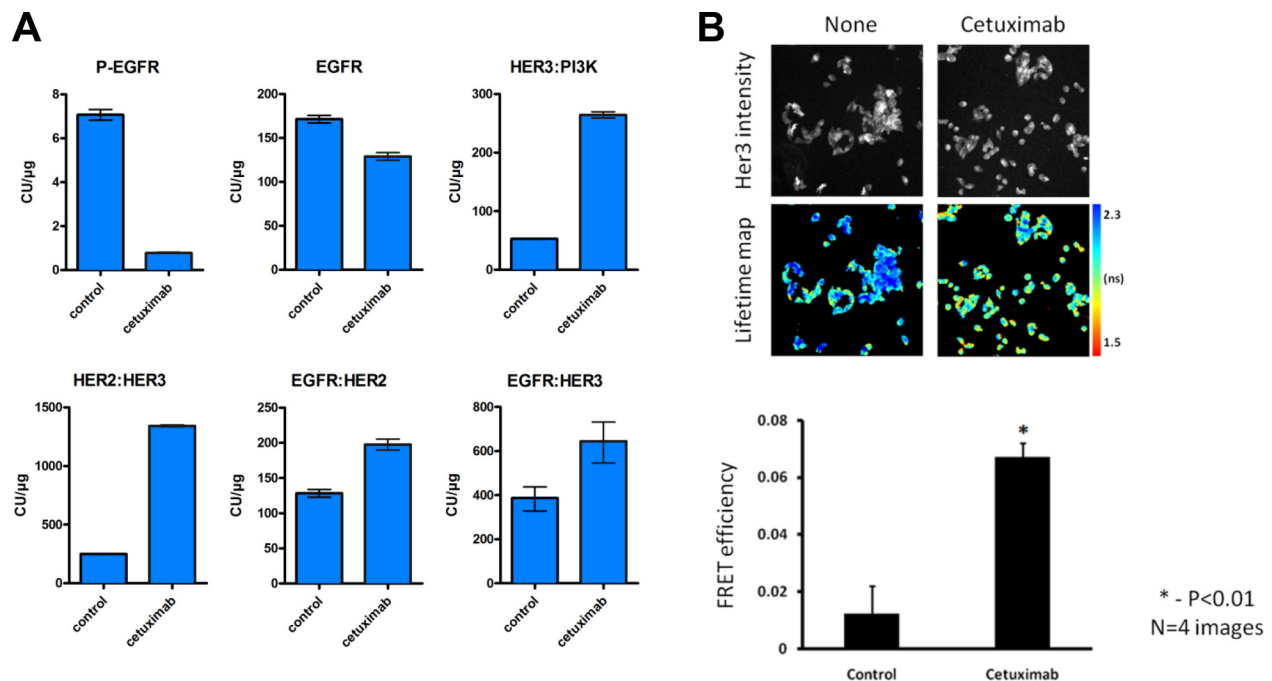 A
P-EGFR
CU/µg
8
6
4
2
0
control
cetuximab
EGFR
CU/µg
200
150
100
50
0
control
cetuximab
HER3:PI3K
CU/µg
300
200
100
0
control
cetuximab
HER2:HER3
CU/µg
1500
1000
500
0
control
cetuximab
EGFR:HER2
CU/µg
250
200
150
100
50
0
control
cetuximab
EGFR:HER3
CU/µg
800
600
400
200
0
control
cetuximab
B
None
Cetuximab
Her3 intensity
Lifetime map
2.3
(ns)
1.5
FRET efficiency
0.08
0.06
0.04
0.02
0
*
Control
Cetuximab
* - P<0.01
N=4 images